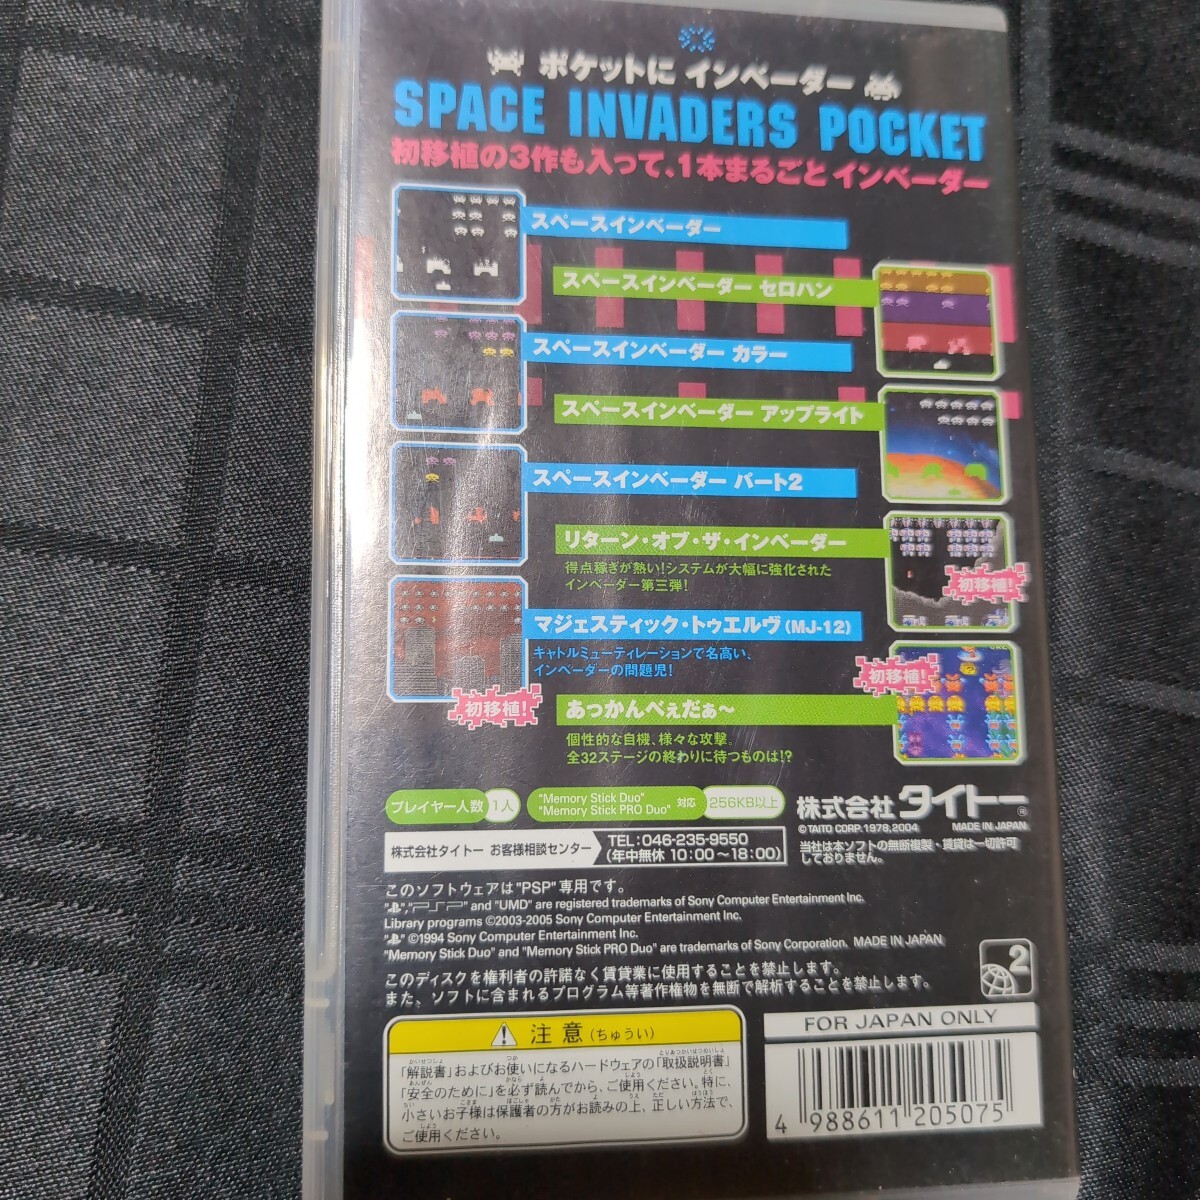 ポケットに インベーダー
SPACE INVADERS POCKET
初移植の3作も入って、1本まるごと インベーダー
スペースインベーダー
スペースインベーダー セロハン
スペースインベーダー カラー
スペースインベーダー アップライト
スペースインベーダー パート2
リターン・オブ・ザ・インベーダー
得点稼ぎが熱い!システムが大幅に強化された
インベーダー第三弾!
初移植!
マジェスティック・トゥエルヴ(MJ-12)
キャトルミューティレーションで名高い、
インベーダーの問題児!
初移植!
初移植!
あっかんべぇだぁ〜
個性的な自機、様々な攻撃。
全32ステージの終わりに待つものは!?
プレイヤー人数 1人
"Memory Stick Duo"
"Memory Stick PRO Duo" 対応 256KB以上
株式会社 タイトー ®
©TAITO CORP.1978,2004 MADE IN JAPAN
当社は本ソフトの無断複製・賃貸は一切許可
しておりません。
株式会社タイトー お客様相談センター
TEL:046-235-9550
(年中無休 10:00〜18:00)
このソフトウェアは"PSP"専用です。
" ","PSP" and "UMD" are registered trademarks of Sony Computer Entertainment Inc.
Library programs ©2003-2005 Sony Computer Entertainment Inc.
" " ©1994 Sony Computer Entertainment Inc.
"Memory Stick Duo" and "Memory Stick PRO Duo" are trademarks of Sony Corporation. MADE IN JAPAN
このディスクを権利者の許諾なく賃貸業に使用することを禁止します。
また、ソフトに含まれるプログラム等著作権物を無断で解析することを禁止します。
2
注意(ちゅうい)
「解説書」およびお使いになるハードウェアの「取扱説明書」
「安全のために」を必ず読んでから、ご使用ください。特に、
小さいお子様は保護者の方がお読みの上、正しい方法で、
ご使用ください。
FOR JAPAN ONLY
4 988611 205075